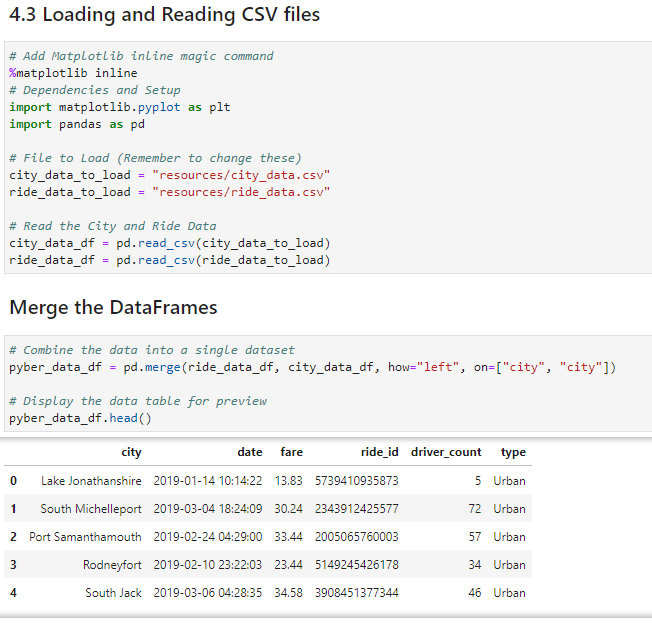 4.3 Loading and Reading CSV files
# Add Matplotlib inline magic command
%matplotlib inline
# Dependencies and Setup
import matplotlib.pyplot as plt
import pandas as pd
# File to Load (Remember to change these)
city_data_to_load = "resources/city_data.csv"
ride_data_to_load = "resources/ride_data.csv"
# Read the City and Ride Data
city_data_df = pd.read_csv(city_data_to_load)
ride_data_df = pd.read_csv(ride_data_to_load)
Merge the DataFrames
# Combine the data into a single dataset
pyber_data_df = pd.merge(ride_data_df, city_data_df, how="left", on=["city", "city"])
# Display the data table for preview
pyber_data_df.head()
city date fare ride_id driver_count type
0 Lake Jonathanshire 2019-01-14 10:14:22 13.83 5739410935873 5 Urban
1 South Michelleport 2019-03-04 18:24:09 30.24 2343912425577 72 Urban
2 Port Samanthamouth 2019-02-24 04:29:00 33.44 2005065760003 57 Urban
3 Rodneyfort 2019-02-10 23:22:03 23.44 5149245426178 34 Urban
4 South Jack 2019-03-06 04:28:35 34.58 3908451377344 46 Urban